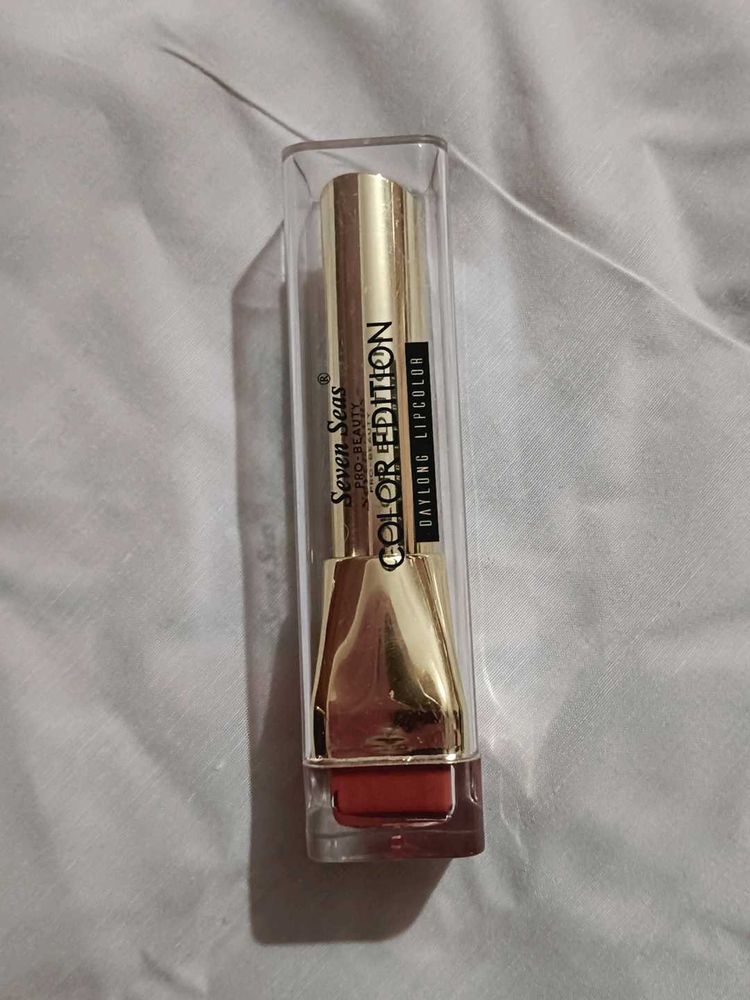 Seven Seas®
PRO-BEAUTY
COLOR EDITION
DAYLONG LIPCOLOR